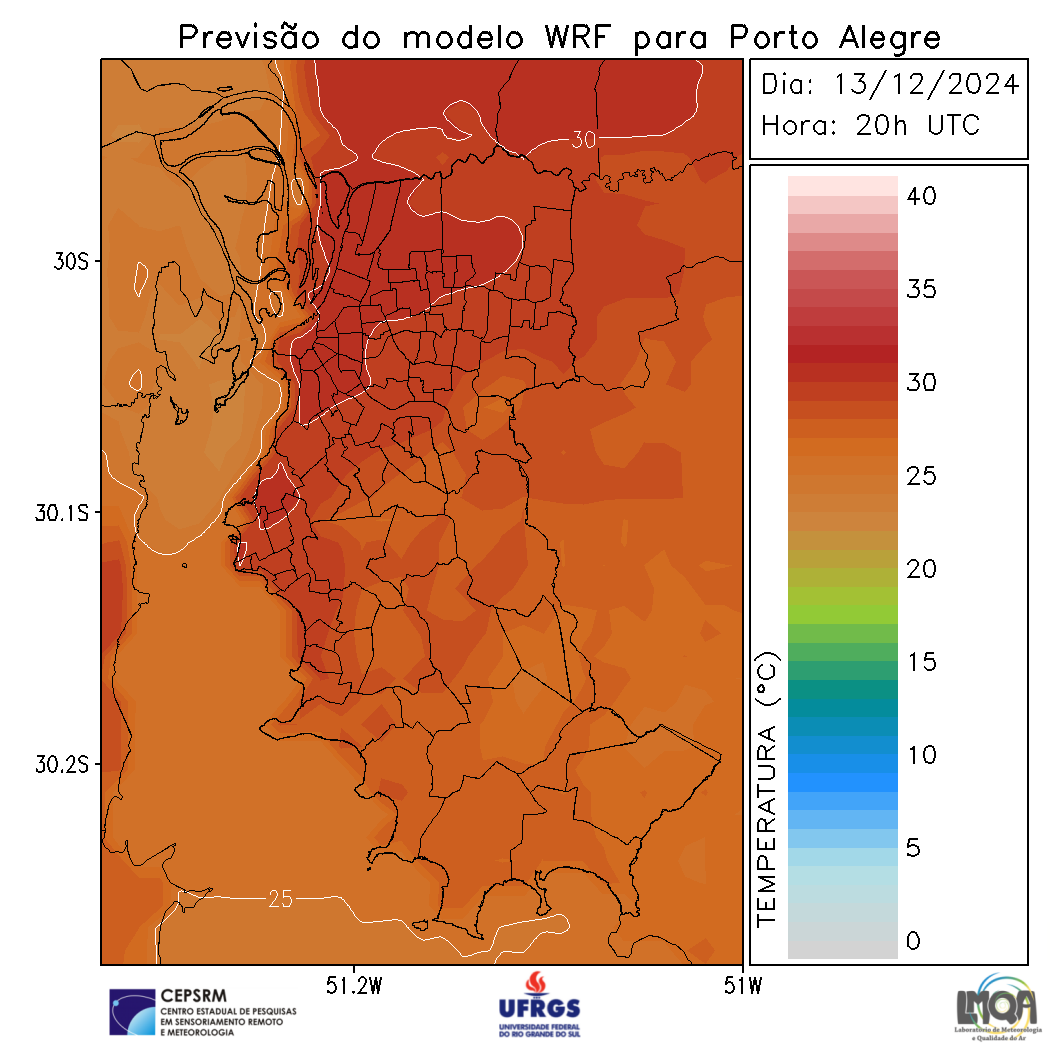 Previsão do modelo WRF para Porto Alegre
Dia: 13/12/2024
Hora: 20h UTC
30
25
30S
30.1S
30.2S
51.2W
51W
TEMPERATURA (°C)
40
35
30
25
20
15
10
5
0
CEPSRM
CENTRO ESTADUAL DE PESQUISAS
EM SENSORIAMENTO REMOTO
E METEOROLOGIA
UFRGS
UNIVERSIDADE FEDERAL
DO RIO GRANDE DO SUL
LMQA
Laboratório de Meteorologia
e Qualidade do Ar